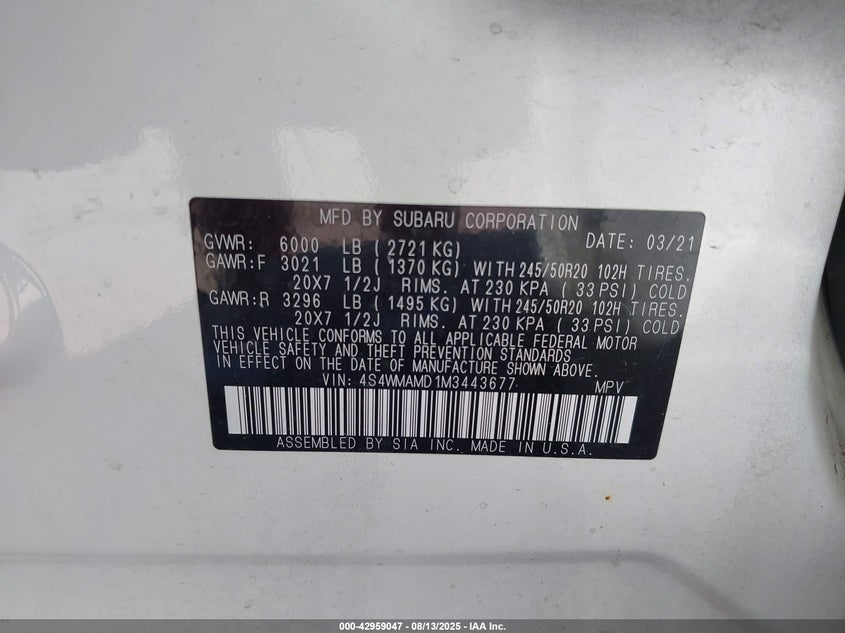 MFD BY SUBARU CORPORATION
GVWR: 6000 LB ( 2721 KG) DATE: 03/21
GAWR:F 3021 LB ( 1370 KG) WITH 245/50R20 102H TIRES.
20X7 1/2J RIMS. AT 230 KPA ( 33 PSI) COLD
GAWR:R 3296 LB ( 1495 KG) WITH 245/50R20 102H TIRES.
20X7 1/2J RIMS. AT 230 KPA ( 33 PSI) COLD
THIS VEHICLE CONFORMS TO ALL APPLICABLE FEDERAL MOTOR
VEHICLE SAFETY AND THEFT PREVENTION STANDARDS
IN EFFECT ON THE DATE OF MANUFACTURE SHOWN ABOVE.
VIN: 4S4WMAMD1M3443677 MPV
ASSEMBLED BY SIA INC. MADE IN U.S.A.
000-42959047 - 08/13/2025 - IAA Inc.